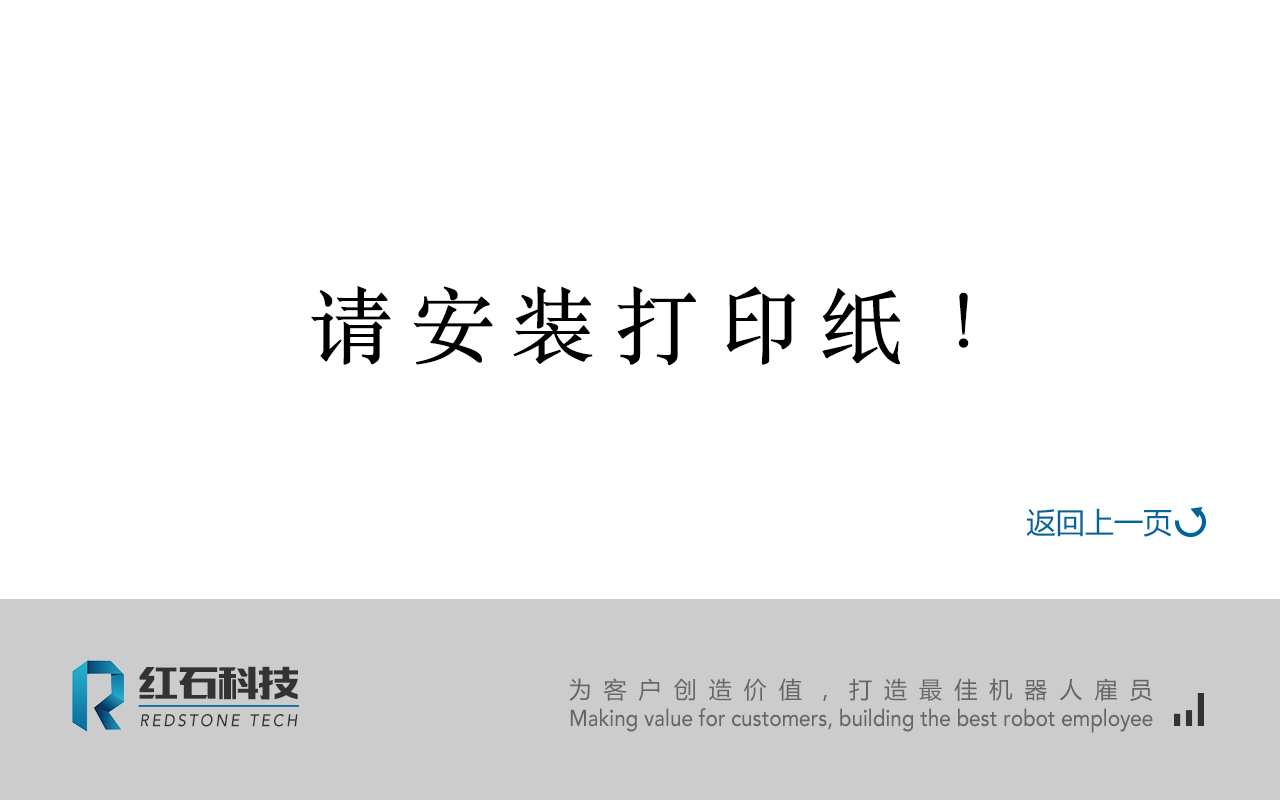 请安装打印纸！
返回上一页
红石科技
REDSTONE TECH
为客户创造价值，打造最佳机器人雇员
Making value for customers, building the best robot employee